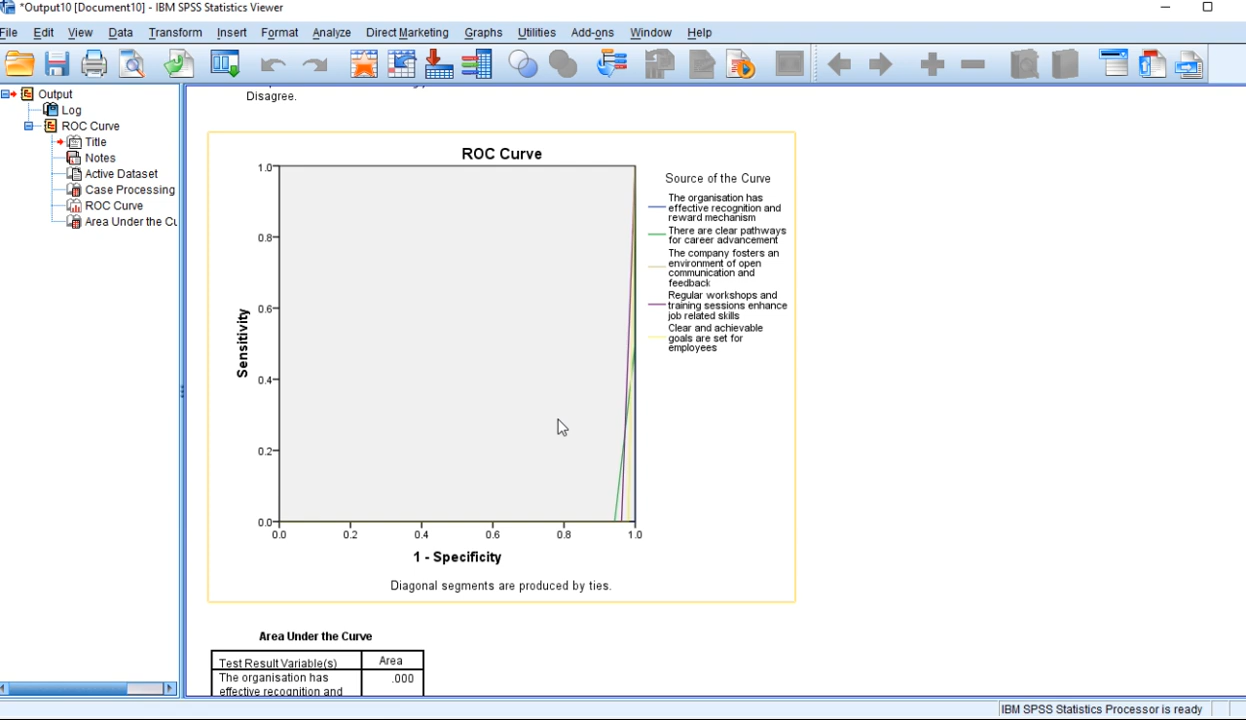 *Output10 [Document10] - IBM SPSS Statistics Viewer
File Edit View Data Transform Insert Format Analyze Direct Marketing Graphs Utilities Add-ons Window Help
Output
Log
ROC Curve
Title
Notes
Active Dataset
Case Processing
ROC Curve
Area Under the Cu
Disagree.
ROC Curve
Sensitivity
1.0
0.8
0.6
0.4
0.2
0.0
0.0 0.2 0.4 0.6 0.8 1.0
1 - Specificity
Diagonal segments are produced by ties.
Source of the Curve
The organisation has
effective recognition and
reward mechanism
There are clear pathways
for career advancement
The company fosters an
environment of open
communication and
feedback
Regular workshops and
training sessions enhance
job related skills
Clear and achievable
goals are set for
employees
Area Under the Curve
Test Result Variable(s) Area
The organisation has .000
effective recognition and
IBM SPSS Statistics Processor is ready